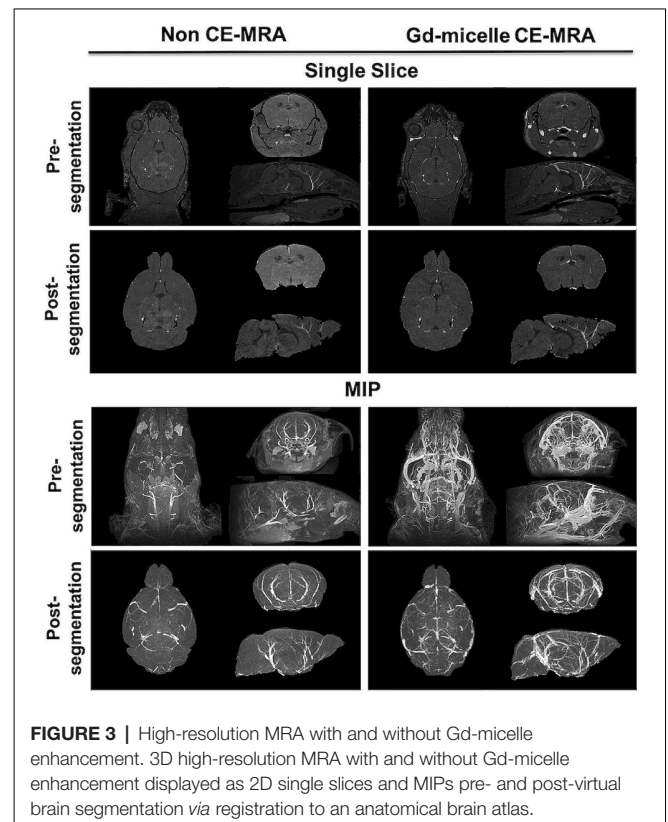 Non CE-MRA
Gd-micelle CE-MRA
Single Slice
Pre-
segmentation
Post-
segmentation
MIP
Pre-
segmentation
Post-
segmentation
FIGURE 3 | High-resolution MRA with and without Gd-micelle
enhancement. 3D high-resolution MRA with and without Gd-micelle
enhancement displayed as 2D single slices and MIPs pre- and post-virtual
brain segmentation via registration to an anatomical brain atlas.